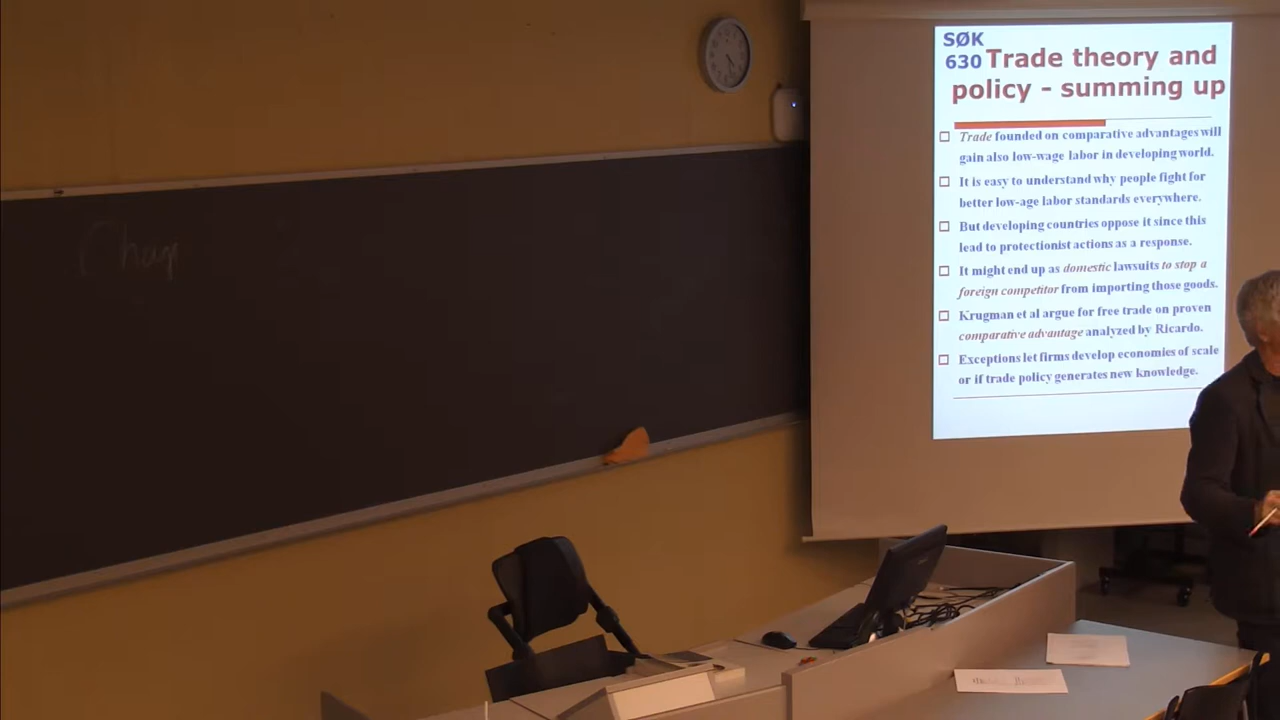 SØK
630 Trade theory and
policy - summing up
Trade founded on comparative advantages will
gain also low-wage labor in developing world.
It is easy to understand why people fight for
better low-age labor standards everywhere.
But developing countries oppose it since this
lead to protectionist actions as a response.
It might end up as domestic lawsuits to stop a
foreign competitor from importing those goods.
Krugman et al argue for free trade on proven
comparative advantage analyzed by Ricardo.
Exceptions let firms develop economies of scale
or if trade policy generates new knowledge.
Chap